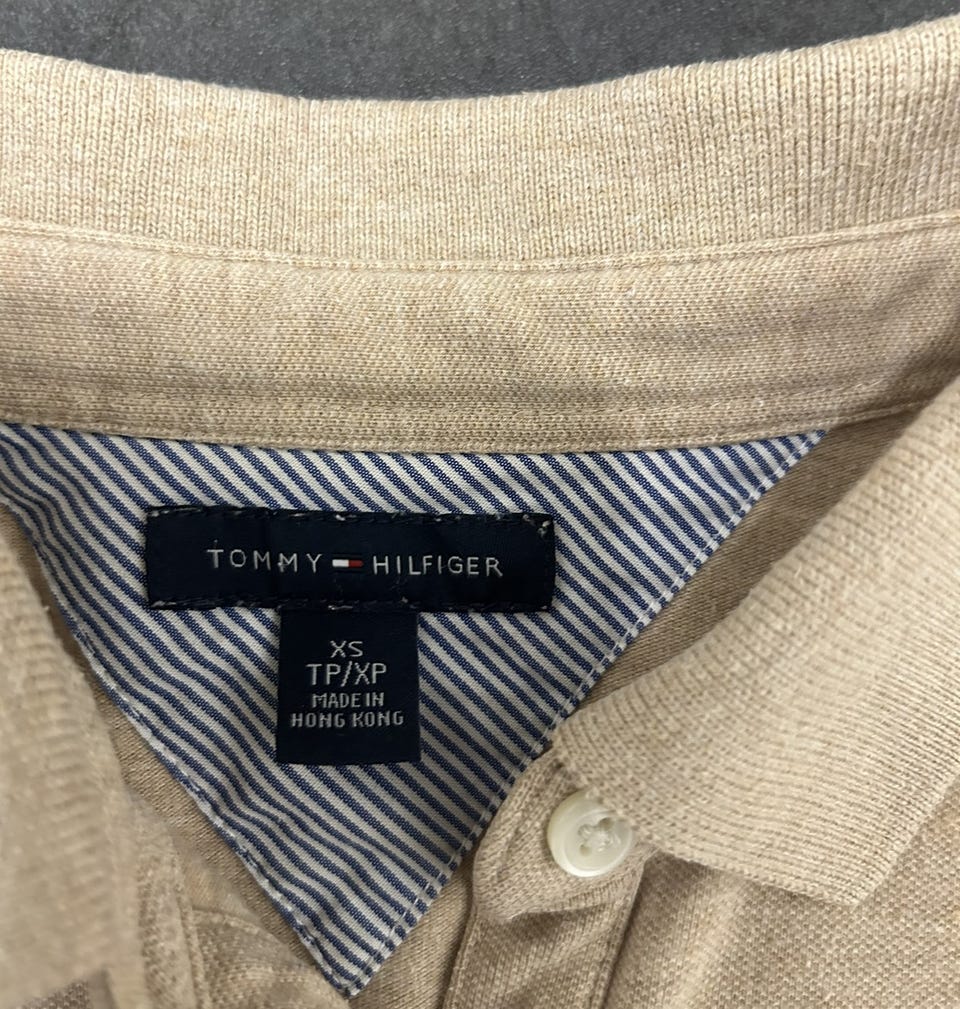 TOMMY HILFIGER
XS
TP/XP
MADE IN
HONG KONG